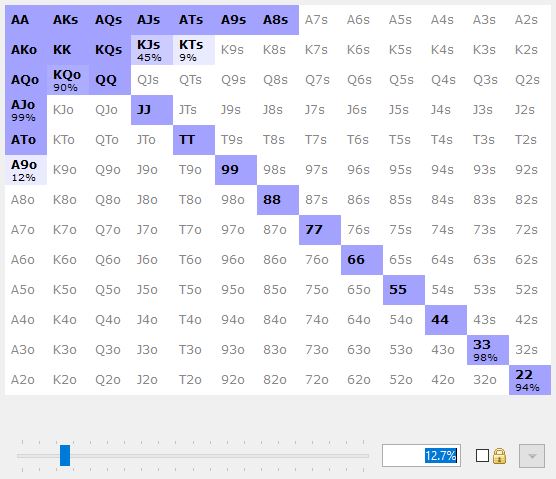 AA AKs AQs AJs ATs A9s A8s A7s A6s A5s A4s A3s A2s
AKo KK KQs KJs 45% KTs 9% K9s K8s K7s K6s K5s K4s K3s K2s
AQo KQo 90% QQ QJs QTs Q9s Q8s Q7s Q6s Q5s Q4s Q3s Q2s
AJo 99% KJo QJo JJ JTs J9s J8s J7s J6s J5s J4s J3s J2s
ATo KTo QTo JTo TT T9s T8s T7s T6s T5s T4s T3s T2s
A9o 12% K9o Q9o J9o T9o 99 98s 97s 96s 95s 94s 93s 92s
A8o K8o Q8o J8o T8o 98o 88 87s 86s 85s 84s 83s 82s
A7o K7o Q7o J7o T7o 97o 87o 77 76s 75s 74s 73s 72s
A6o K6o Q6o J6o T6o 96o 86o 76o 66 65s 64s 63s 62s
A5o K5o Q5o J5o T5o 95o 85o 75o 65o 55 54s 53s 52s
A4o K4o Q4o J4o T4o 94o 84o 74o 64o 54o 44 43s 42s
A3o K3o Q3o J3o T3o 93o 83o 73o 63o 53o 43o 33 98% 32s
A2o K2o Q2o J2o T2o 92o 82o 72o 62o 52o 42o 32o 22 94%
12.7%